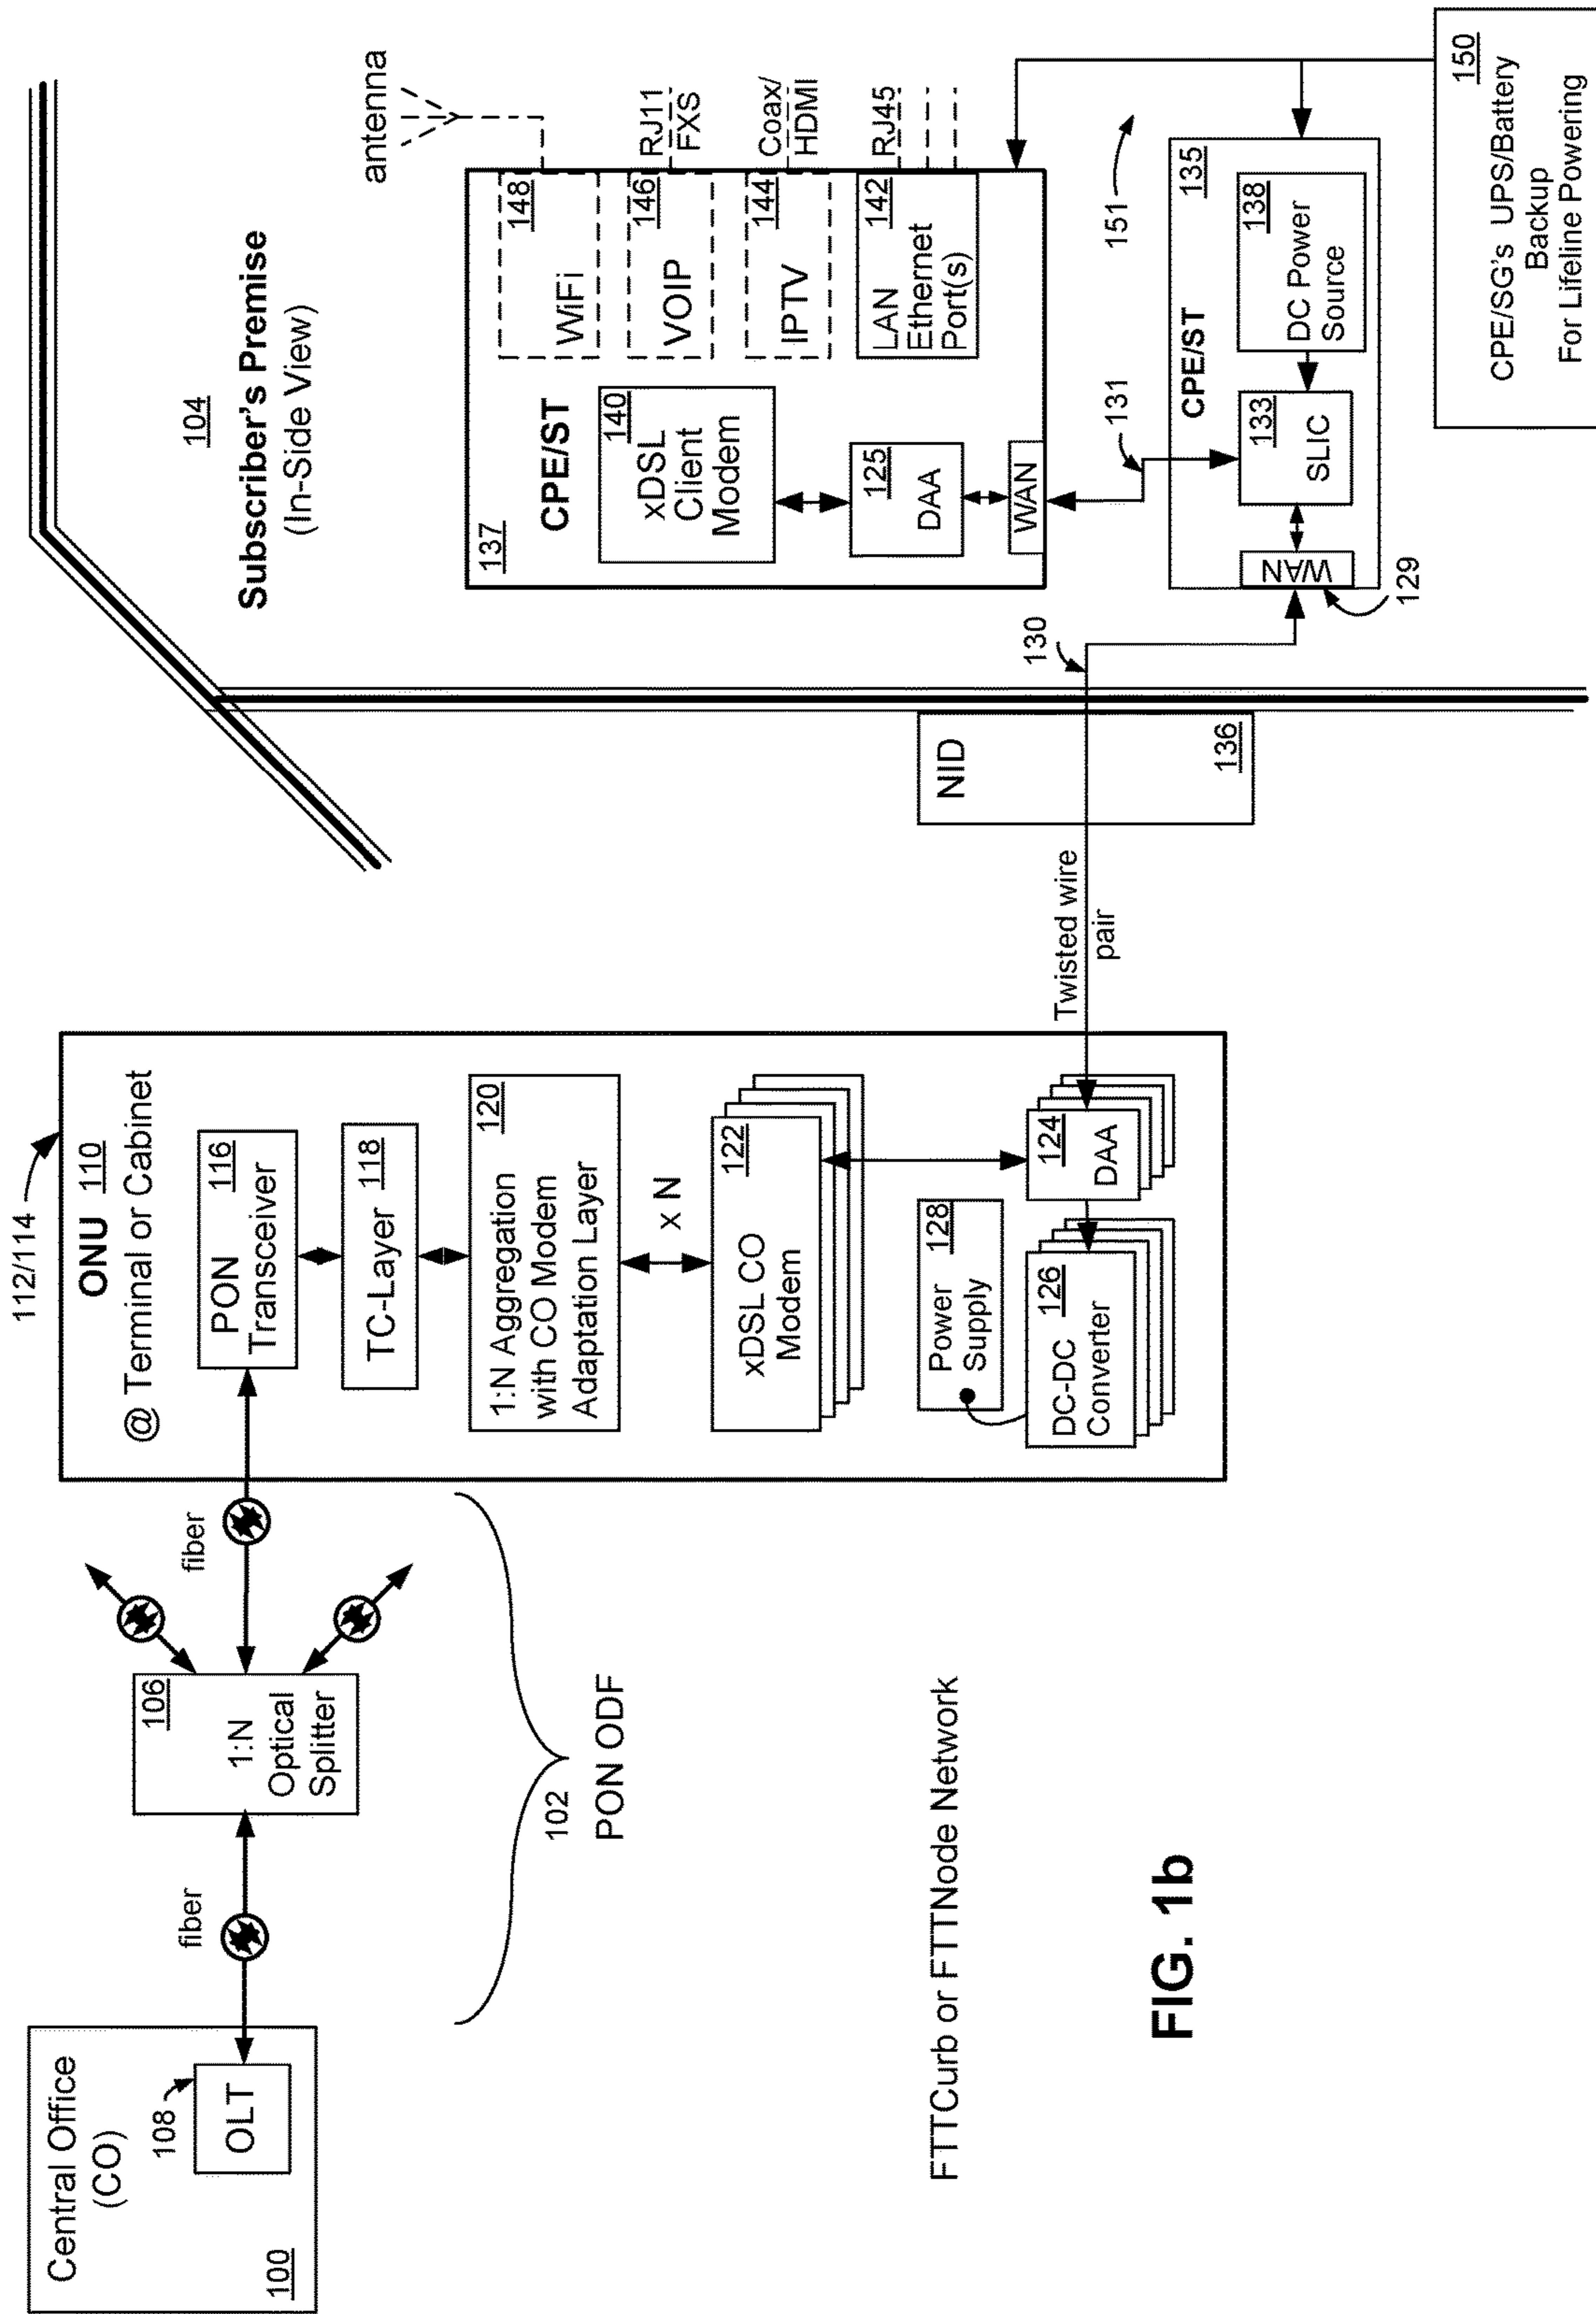 Central Office
(CO)
108
OLT
100
fiber
106
1:N
Optical
Splitter
fiber
102
PON ODF
112/114
ONU 110
@ Terminal or Cabinet
PON 116
Transceiver
TC-Layer 118
120
1:N Aggregation
with CO Modem
Adaptation Layer
x N
122
xDSL CO
Modem
128
Power
Supply
124
DAA
126
DC-DC
Converter
Twisted wire
pair
NID
136
130
104
Subscriber's Premise
(In-Side View)
137
CPE/ST
140
xDSL
Client
Modem
125
DAA
WAN
148
WiFi
146
VOIP
144
IPTV
142
LAN
Ethernet
Port(s)
antenna
RJ11
FXS
Coax/
HDMI
RJ45
131
151
135
CPE/ST
138
DC Power
Source
133
SLIC
WAN
129
150
CPE/SG's UPS/Battery
Backup
For Lifeline Powering
FTTCurb or FTTNode Network
FIG. 1b